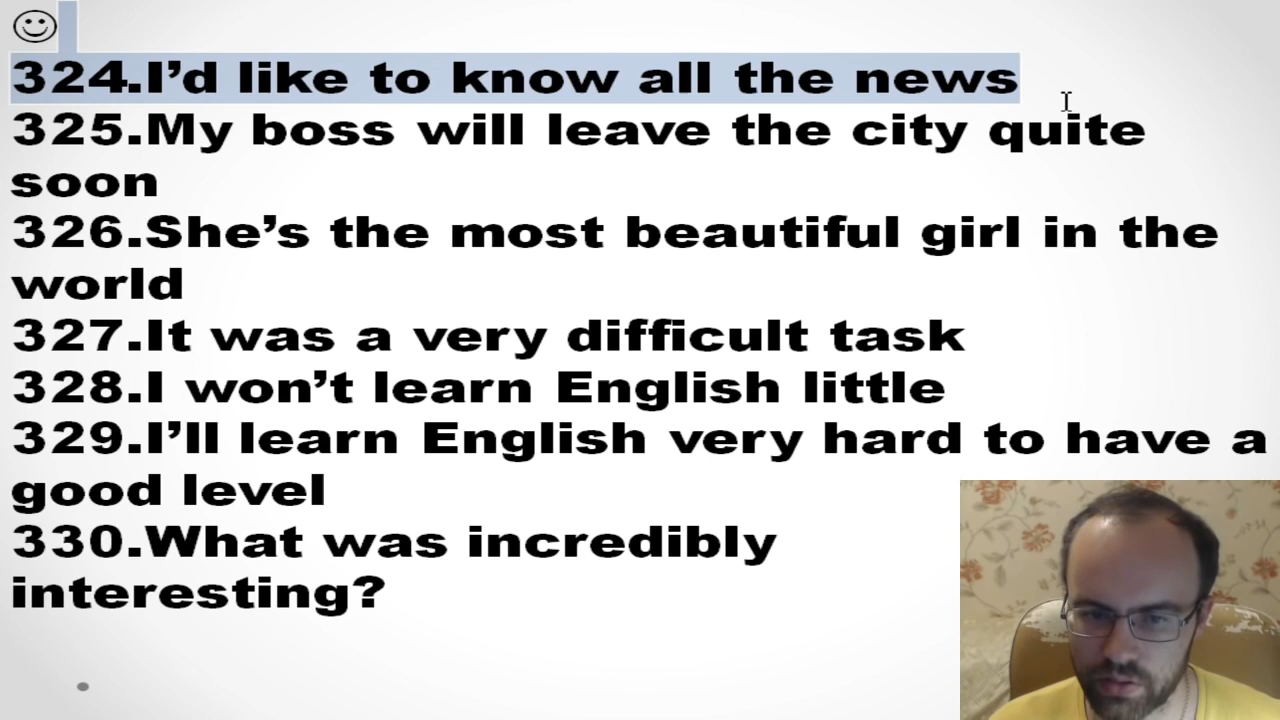 324.I’d like to know all the news
325.My boss will leave the city quite
soon
326.She’s the most beautiful girl in the
world
327.It was a very difficult task
328.I won’t learn English little
329.I’ll learn English very hard to have a
good level
330.What was incredibly
interesting?